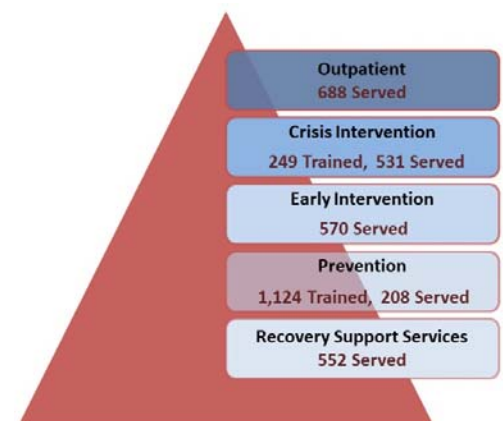 Outpatient
688 Served
Crisis Intervention
249 Trained, 531 Served
Early Intervention
570 Served
Prevention
1,124 Trained, 208 Served
Recovery Support Services
552 Served